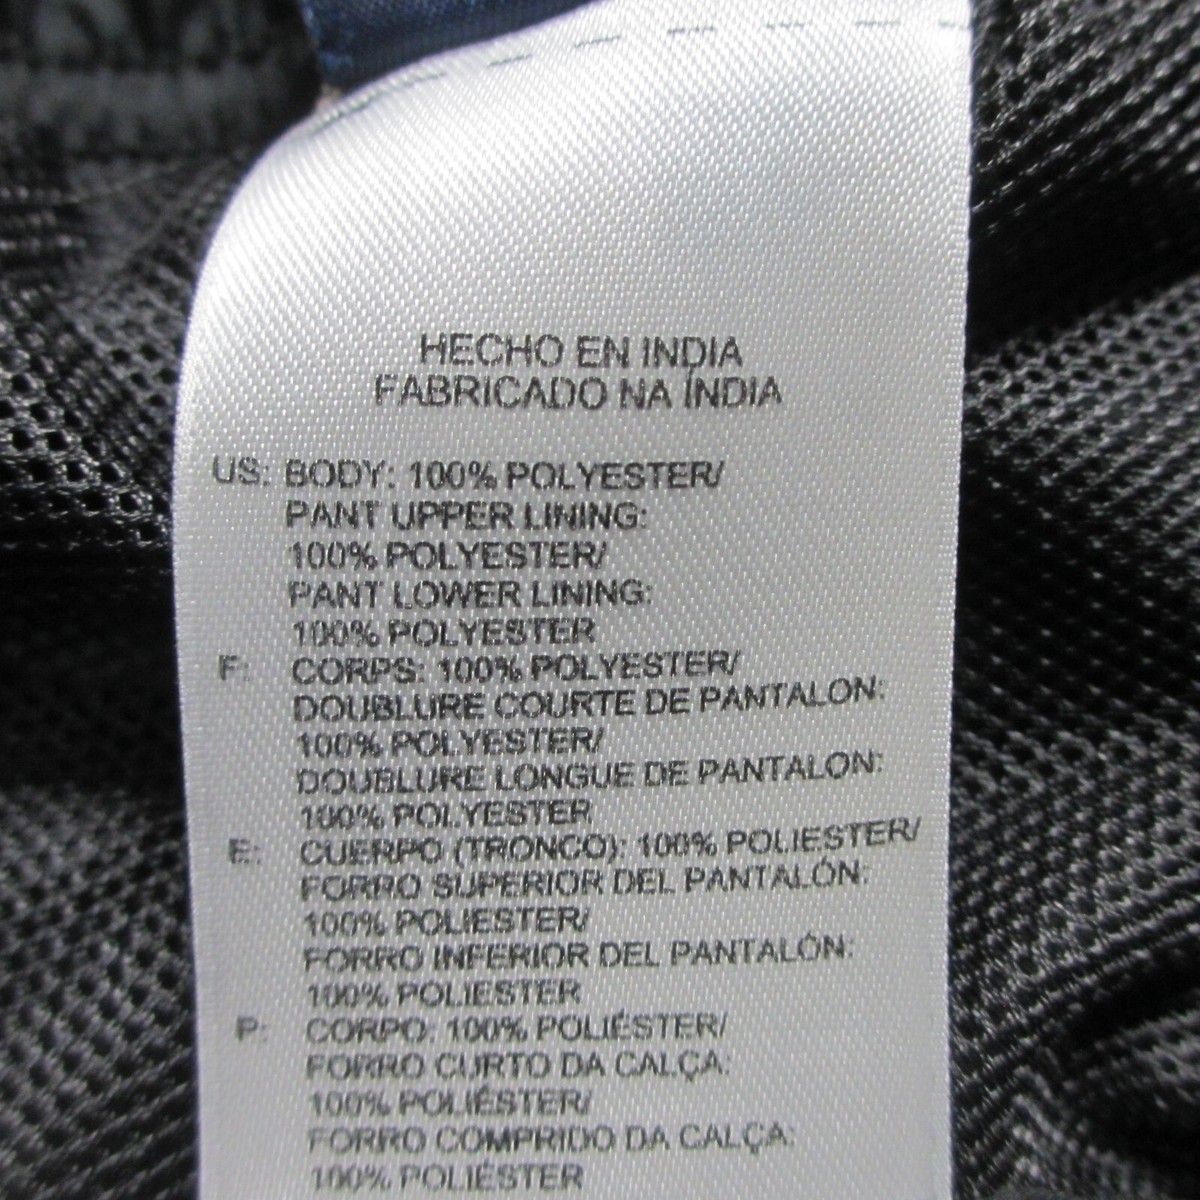 HECHO EN INDIA
FABRICADO NA ÍNDIA
US: BODY: 100% POLYESTER/
PANT UPPER LINING:
100% POLYESTER/
PANT LOWER LINING:
100% POLYESTER
F: CORPS: 100% POLYESTER/
DOUBLURE COURTE DE PANTALON:
100% POLYESTER/
DOUBLURE LONGUE DE PANTALON:
100% POLYESTER
E: CUERPO (TRONCO): 100% POLIESTER/
FORRO SUPERIOR DEL PANTALÓN:
100% POLIESTER/
FORRO INFERIOR DEL PANTALÓN:
100% POLIESTER
P: CORPO: 100% POLIÉSTER/
FORRO CURTO DA CALÇA:
100% POLIÉSTER/
FORRO COMPRIDO DA CALÇA:
100% POLIÉSTER